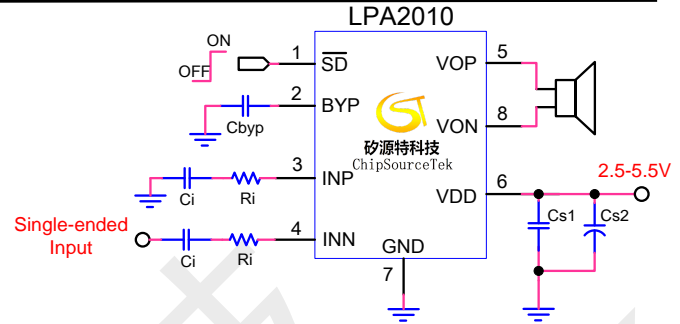 LPA2010
ON
OFF
1
SD
2
BYP
Cbyp
3
INP
Ci
Ri
Single-ended
Input
4
INN
Ci
Ri
VOP
5
VON
8
VDD
6
2.5-5.5V
Cs1
Cs2
GND
7
矽源特科技
ChipSourceTek